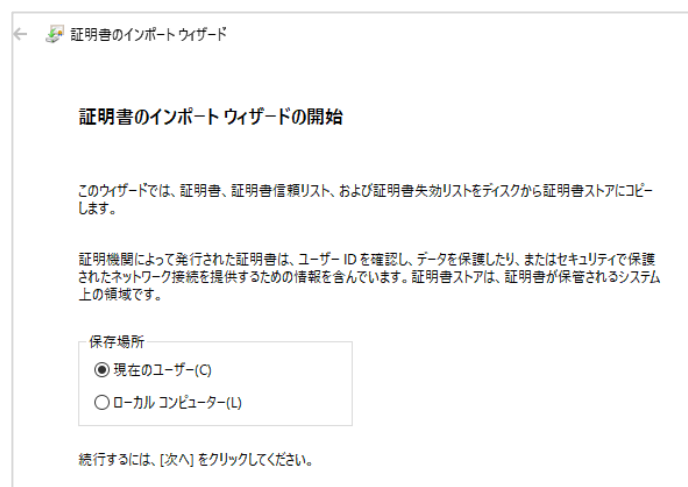 証明書のインポート ウィザード
証明書のインポート ウィザードの開始
このウィザードでは、証明書、証明書信頼リスト、および証明書失効リストをディスクから証明書ストアにコピー
します。
証明機関によって発行された証明書は、ユーザー ID を確認し、データを保護したり、またはセキュリティで保護
されたネットワーク接続を提供するための情報を含んでいます。証明書ストアは、証明書が保管されるシステム
上の領域です。
保存場所
現在のユーザー(C)
ローカル コンピューター(L)
続行するには、[次へ] をクリックしてください。